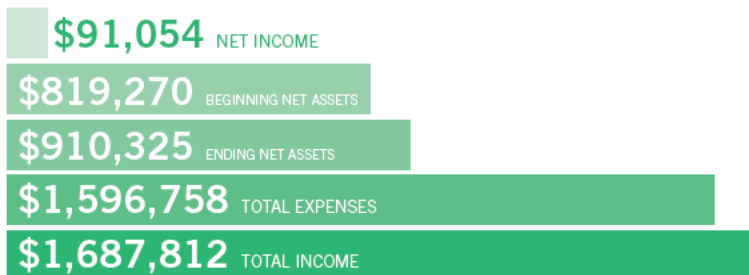 $91,054 NET INCOME
$819,270 BEGINNING NET ASSETS
$910,325 ENDING NET ASSETS
$1,596,758 TOTAL EXPENSES
$1,687,812 TOTAL INCOME